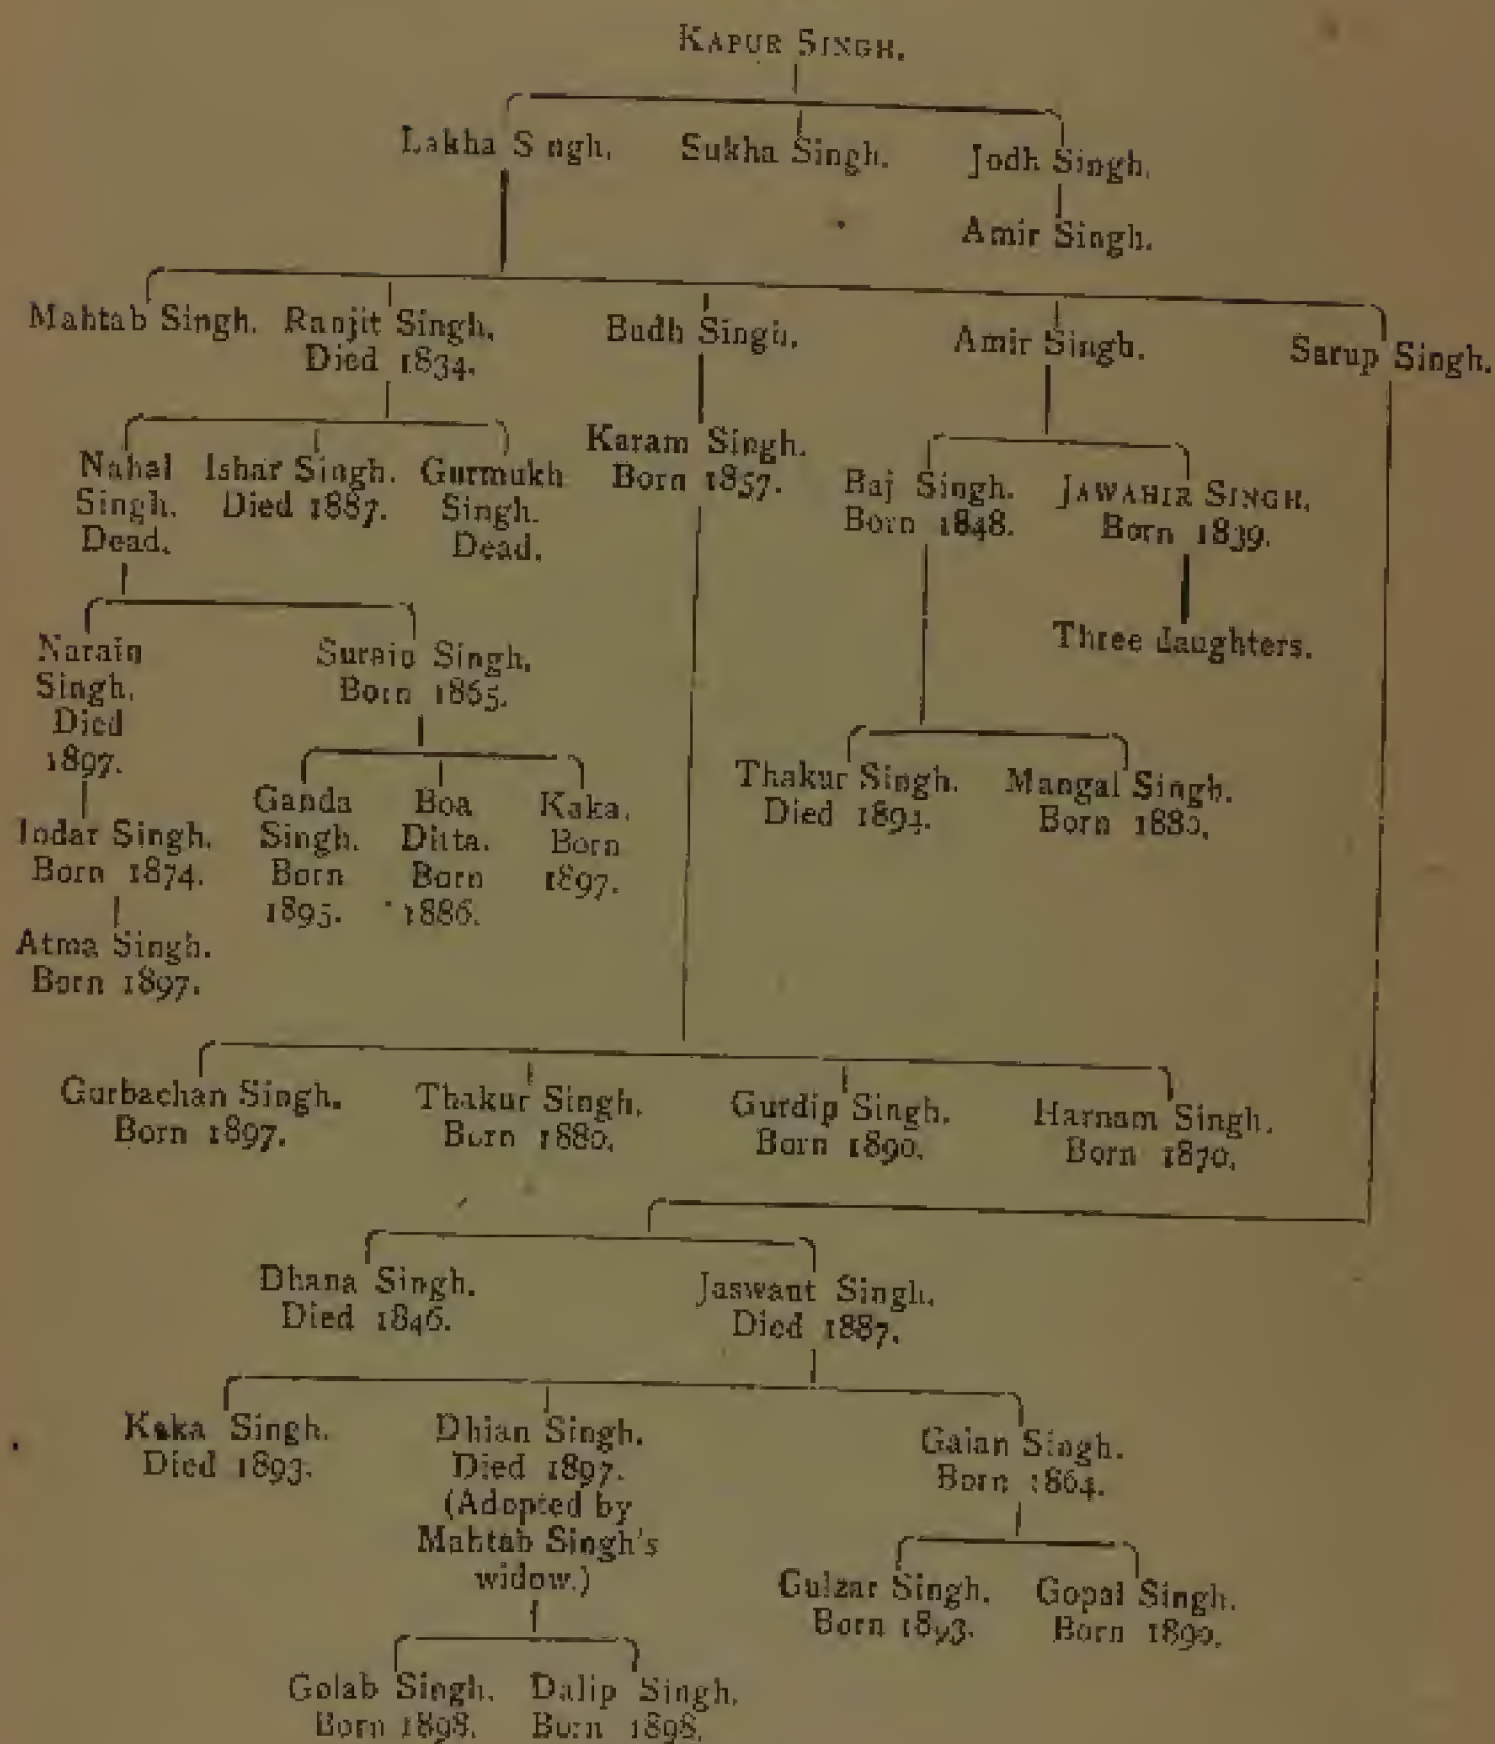 KAPUR SINGH.
Lakha S ngh.
Sukha Singh.
Jodh Singh.
Amir Singh.
Mahtab Singh.
Ranjit Singh.
Died 1834.
Budh Singh.
Amir Singh.
Sarup Singh.
Nahal
Singh.
Dead.
Ishar Singh.
Died 1887.
Gurmukh
Singh.
Dead.
Karam Singh.
Born 1857.
Baj Singh.
Born 1848.
JAWAHIR SINGH.
Born 1839.
Three daughters.
Narain
Singh.
Died
1897.
Surain Singh.
Born 1865.
Indar Singh.
Born 1874.
Atma Singh.
Born 1897.
Ganda
Singh.
Born
1895.
Boa
Ditta.
Born
1886.
Kaka.
Born
1897.
Thakur Singh.
Died 1894.
Mangal Singh.
Born 1880.
Gurbachan Singh.
Born 1897.
Thakur Singh.
Born 1880.
Gurdip Singh.
Born 1890.
Harnam Singh.
Born 1870.
Dhana Singh.
Died 1846.
Jaswant Singh.
Died 1887.
Kaka Singh.
Died 1893.
Dhian Singh.
Died 1897.
(Adopted by
Mahtab Singh's
widow.)
Gaian Singh.
Born 1864.
Gulzar Singh.
Born 1893.
Gopal Singh.
Born 1890.
Golab Singh.
Born 1898.
Dalip Singh.
Born 1898.